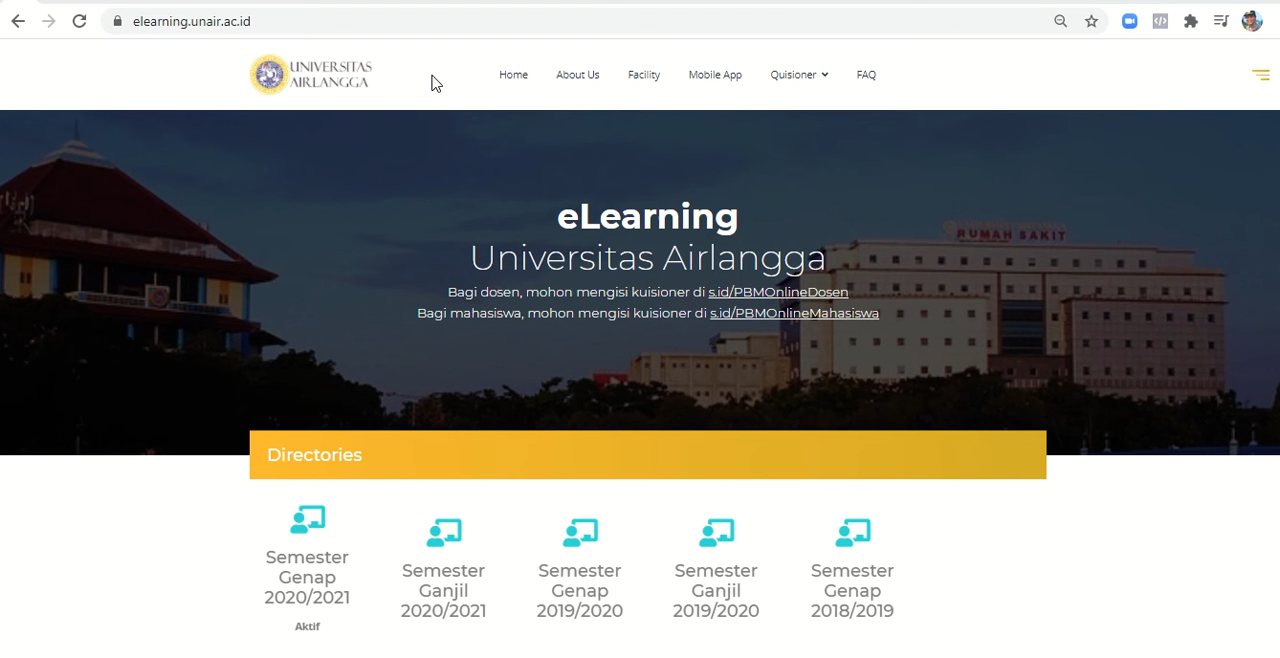 elearning.unair.ac.id
UNIVERSITAS
AIRLANGGA
Home About Us Facility Mobile App Quisioner FAQ
RUMAH SAKIT
eLearning
Universitas Airlangga
Bagi dosen, mohon mengisi kuisioner di s.id/PBMOnlineDosen
Bagi mahasiswa, mohon mengisi kuisioner di s.id/PBMOnlineMahasiswa
Directories
Semester
Genap
2020/2021
Aktif
Semester
Ganjil
2020/2021
Semester
Genap
2019/2020
Semester
Ganjil
2019/2020
Semester
Genap
2018/2019